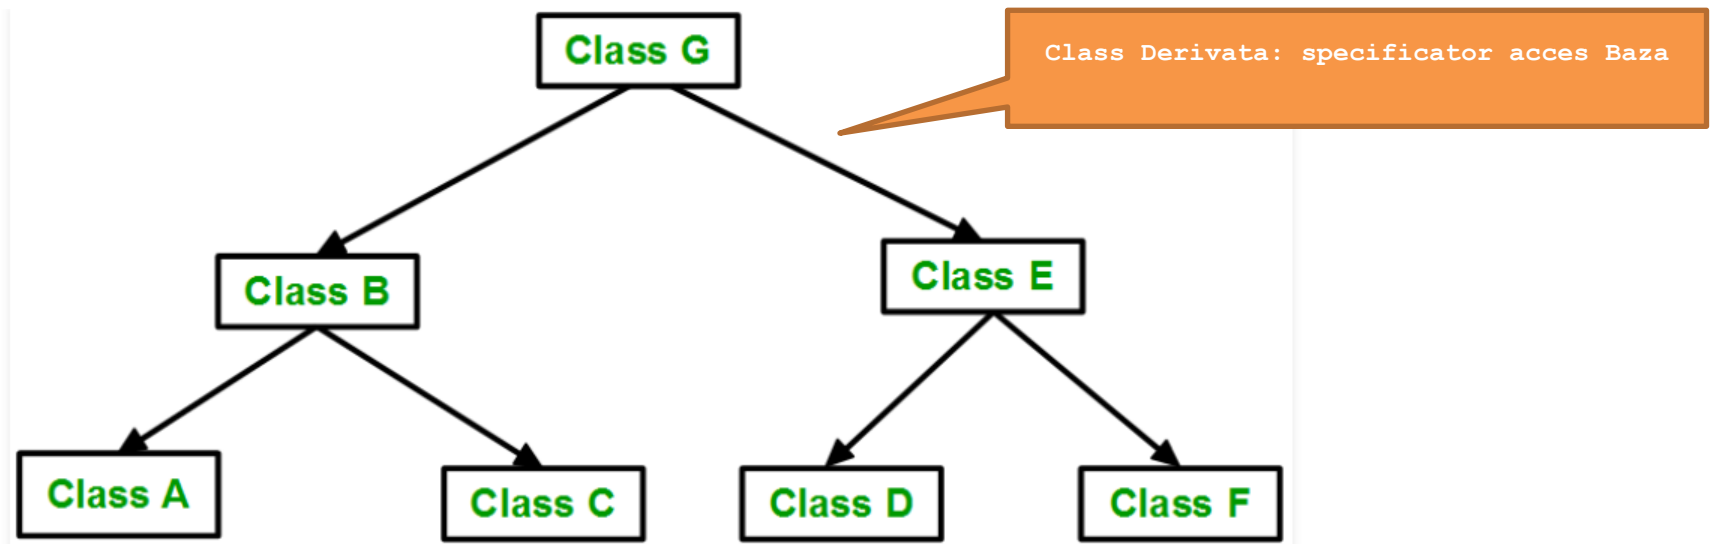 Class G
Class Derivata: specificator acces Baza
Class B
Class E
Class A
Class C
Class D
Class F